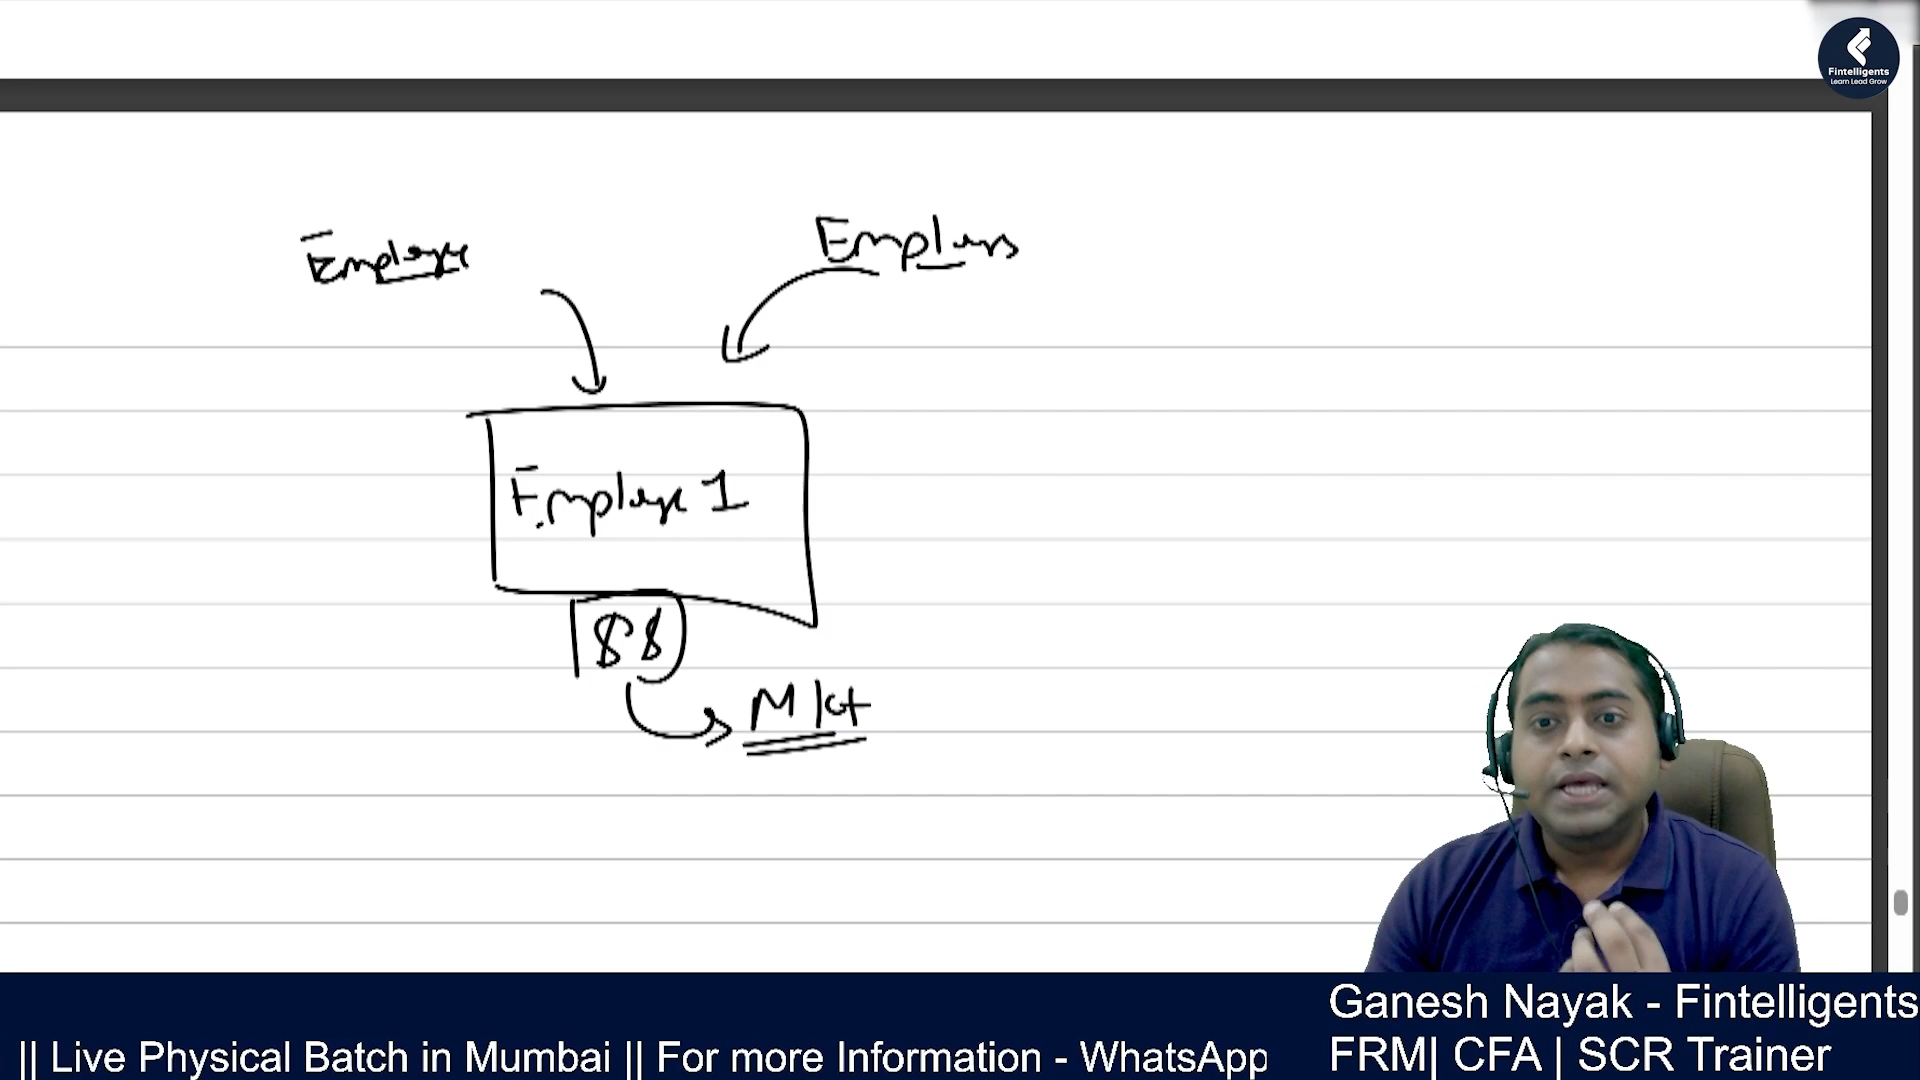 Fintelligents
Learn Lead Grow
Employee
Employers
Employee 1
$$
Mkt
Ganesh Nayak - Fintelligents
|| Live Physical Batch in Mumbai || For more Information - WhatsApp
FRM| CFA | SCR Trainer